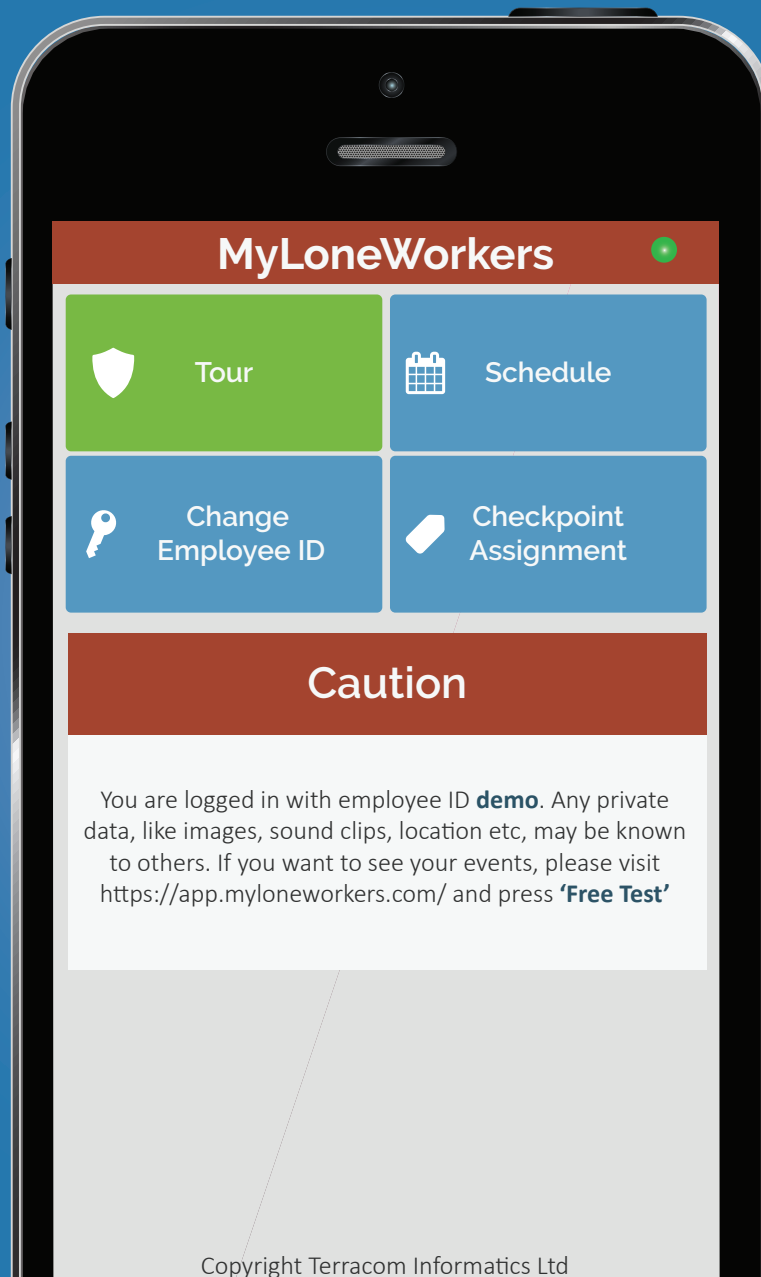 MyLoneWorkers
Tour
Schedule
Change
Employee ID
Checkpoint
Assignment
Caution
You are logged in with employee ID demo. Any private
data, like images, sound clips, location etc, may be known
to others. If you want to see your events, please visit
https://app.myloneworkers.com/ and press ‘Free Test’
Copyright Terracom Informatics Ltd